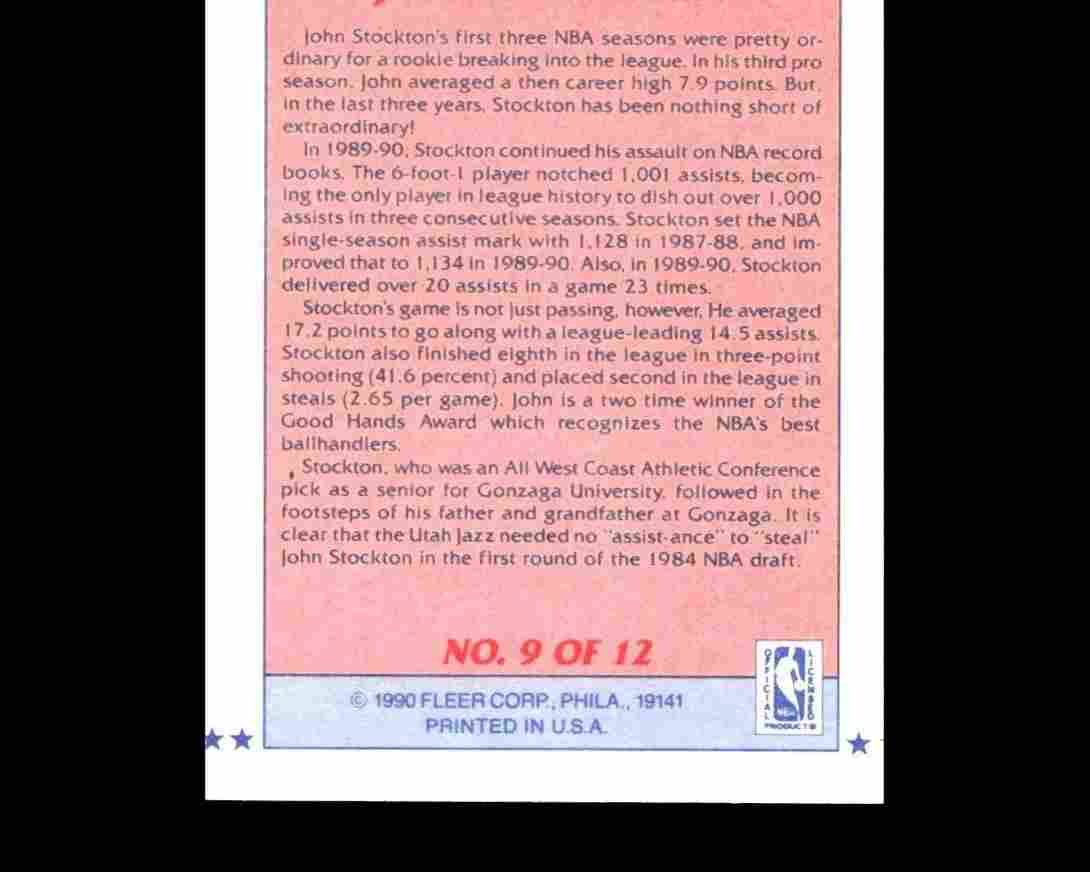 John Stockton's first three NBA seasons were pretty or-
dinary for a rookie breaking into the league. In his third pro
season, John averaged a then career high 7.9 points. But,
in the last three years, Stockton has been nothing short of
extraordinary!
In 1989-90, Stockton continued his assault on NBA record
books. The 6-foot-1 player notched 1,001 assists, becom-
ing the only player in league history to dish out over 1,000
assists in three consecutive seasons. Stockton set the NBA
single-season assist mark with 1,128 in 1987-88, and im-
proved that to 1,134 in 1989-90. Also, in 1989-90, Stockton
delivered over 20 assists in a game 23 times.
Stockton's game is not just passing, however. He averaged
17.2 points to go along with a league-leading 14.5 assists.
Stockton also finished eighth in the league in three-point
shooting (41.6 percent) and placed second in the league in
steals (2.65 per game). John is a two time winner of the
Good Hands Award which recognizes the NBA's best
ballhandlers.
Stockton, who was an All West Coast Athletic Conference
pick as a senior for Gonzaga University, followed in the
footsteps of his father and grandfather at Gonzaga. It is
clear that the Utah Jazz needed no "assist-ance" to "steal"
John Stockton in the first round of the 1984 NBA draft.
NO. 9 OF 12
© 1990 FLEER CORP., PHILA., 19141
PRINTED IN U.S.A.
OFFICIAL
LICENSED
NBA
PRODUCT ®